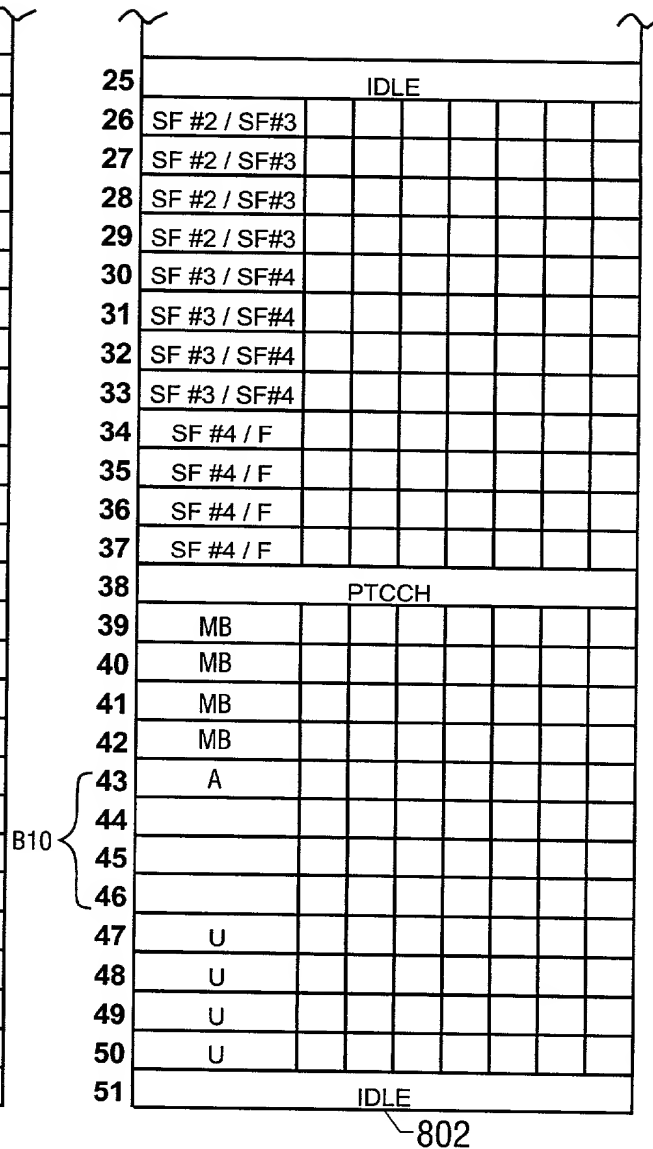 25 IDLE
26 SF #2 / SF#3
27 SF #2 / SF#3
28 SF #2 / SF#3
29 SF #2 / SF#3
30 SF #3 / SF#4
31 SF #3 / SF#4
32 SF #3 / SF#4
33 SF #3 / SF#4
34 SF #4 / F
35 SF #4 / F
36 SF #4 / F
37 SF #4 / F
38 PTCCH
39 MB
40 MB
41 MB
42 MB
43 A
44
B10
45
46
47 U
48 U
49 U
50 U
51 IDLE
802